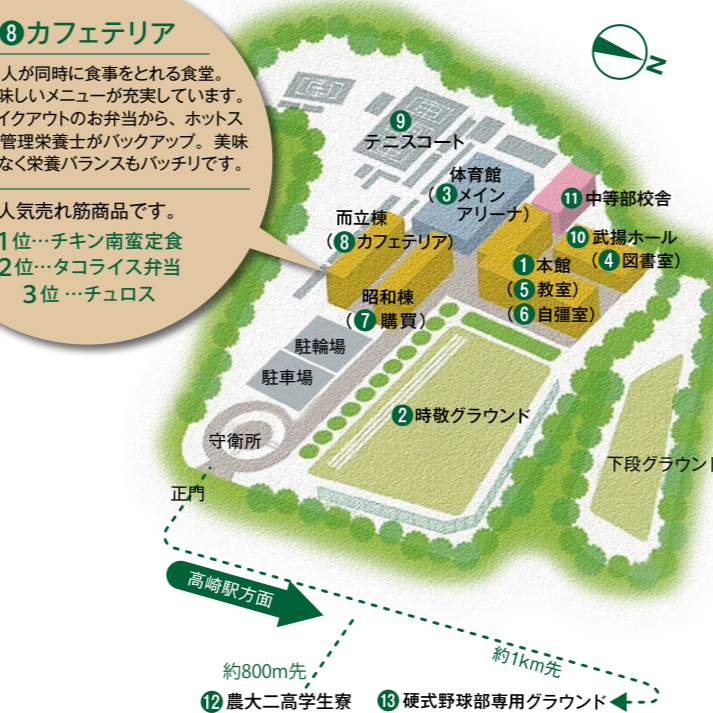 ❽カフェテリア
人が同時に食事をとれる食堂。
味しいメニューが充実しています。
イクアウトのお弁当から、ホットス
管理栄養士がバックアップ。美味
なく栄養バランスもバッチリです。
人気売れ筋商品です。
1位…チキン南蛮定食
2位…タコライス弁当
3位…チュロス
N
❾
テニスコート
体育館
(❸メイン
アリーナ)
⓫中等部校舎
而立棟
(❽カフェテリア)
❿武揚ホール
(❹図書室)
❶本館
(❺教室)
(❻自彊室)
昭和棟
(❼購買)
駐輪場
駐車場
❷時敬グラウンド
守衛所
下段グラウンド
正門
高崎駅方面
約800m先
約1km先
⓬農大二高学生寮
⓭硬式野球部専用グラウンド